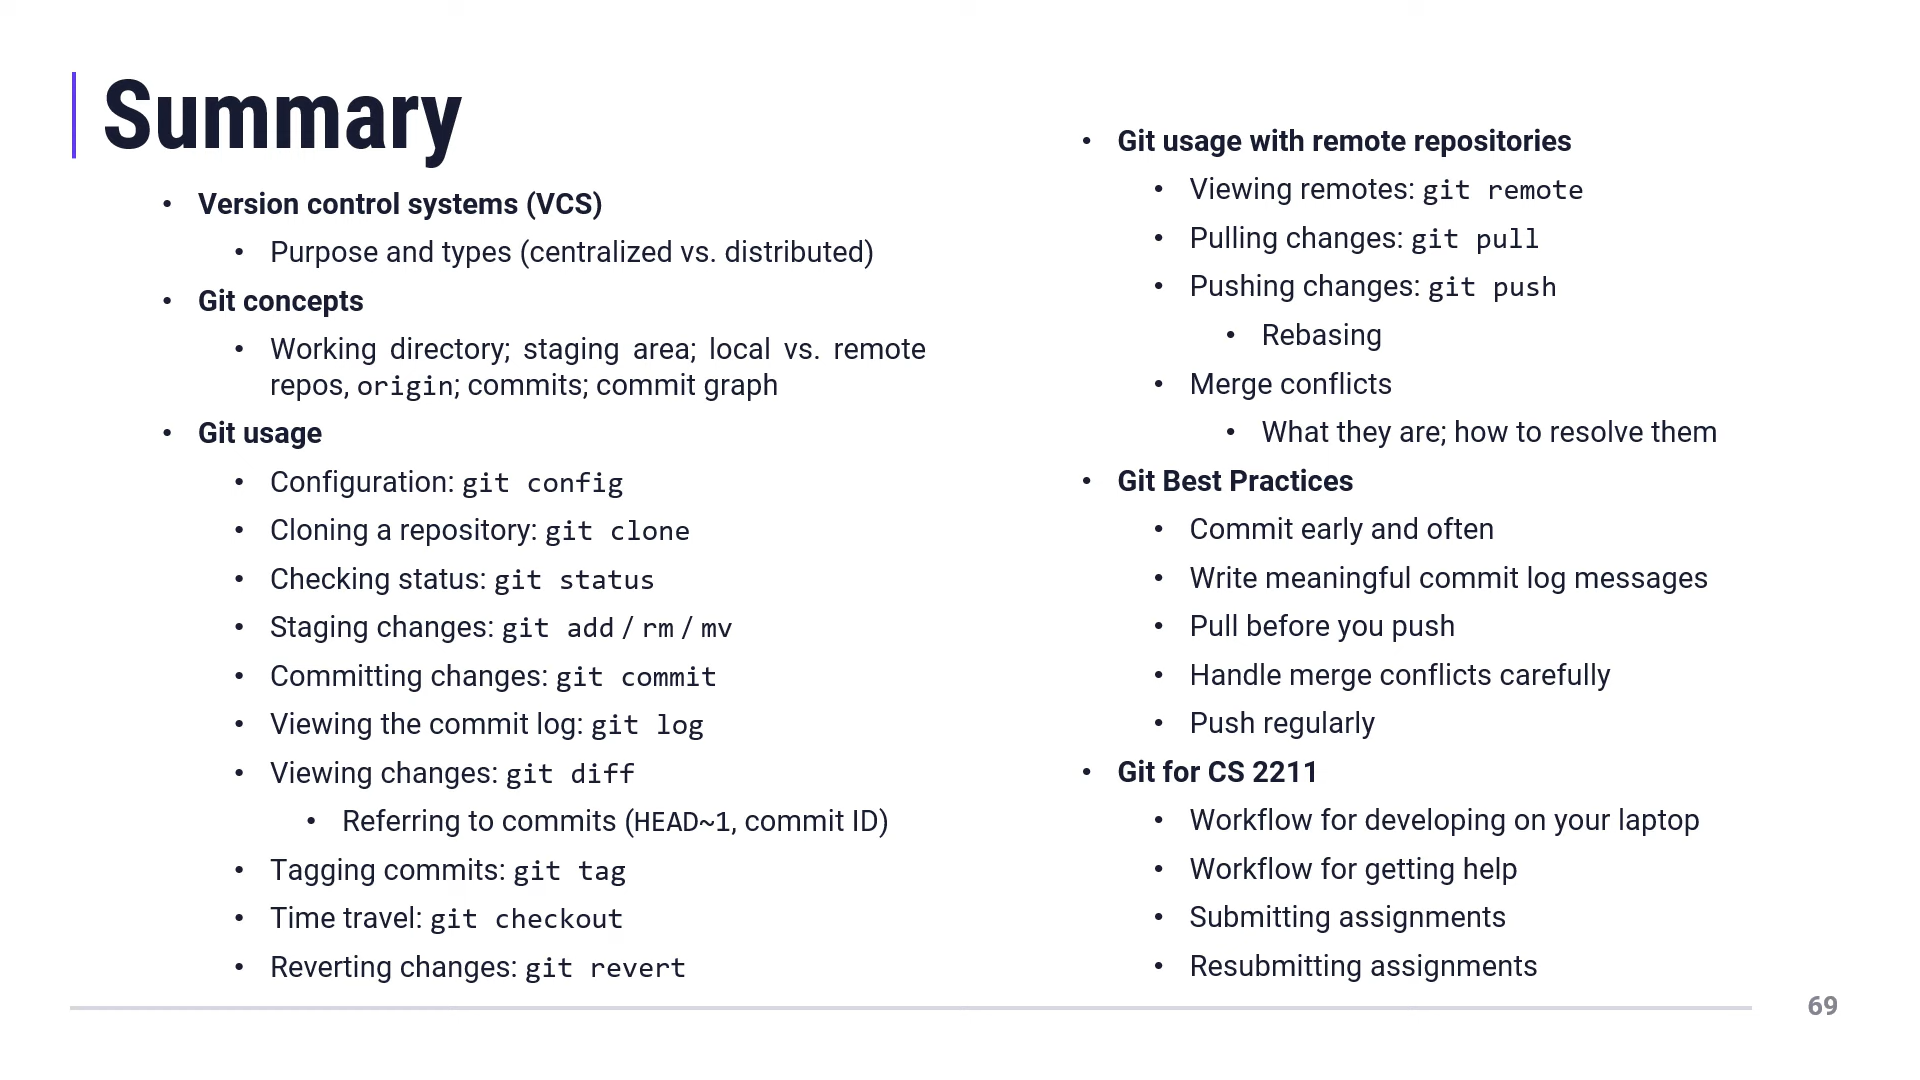 Summary
• Version control systems (VCS)
• Purpose and types (centralized vs. distributed)
• Git concepts
• Working directory; staging area; local vs. remote
repos, origin; commits; commit graph
• Git usage
• Configuration: git config
• Cloning a repository: git clone
• Checking status: git status
• Staging changes: git add / rm / mv
• Committing changes: git commit
• Viewing the commit log: git log
• Viewing changes: git diff
• Referring to commits (HEAD~1, commit ID)
• Tagging commits: git tag
• Time travel: git checkout
• Reverting changes: git revert
• Git usage with remote repositories
• Viewing remotes: git remote
• Pulling changes: git pull
• Pushing changes: git push
• Rebasing
• Merge conflicts
• What they are; how to resolve them
• Git Best Practices
• Commit early and often
• Write meaningful commit log messages
• Pull before you push
• Handle merge conflicts carefully
• Push regularly
• Git for CS 2211
• Workflow for developing on your laptop
• Workflow for getting help
• Submitting assignments
• Resubmitting assignments
69